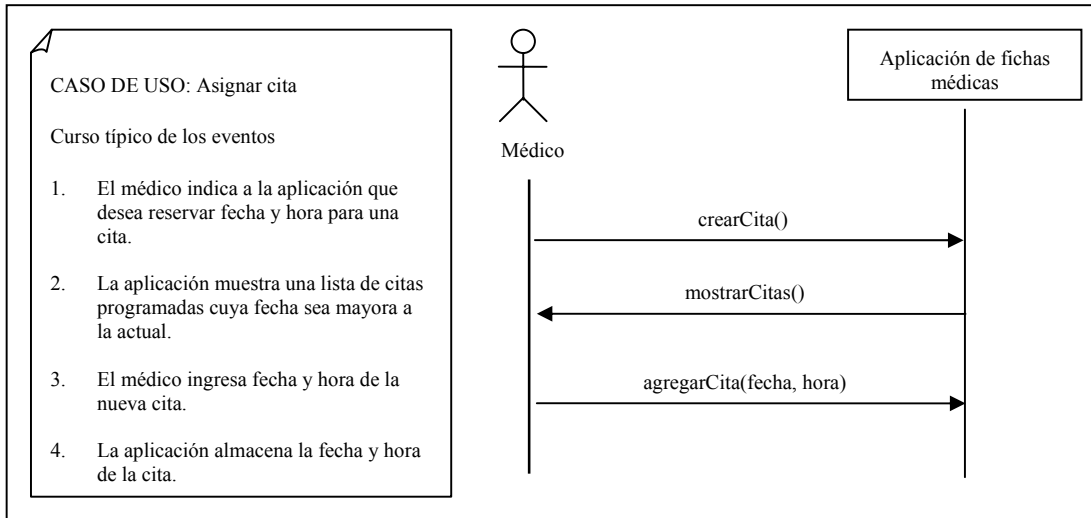 CASO DE USO: Asignar cita
Curso típico de los eventos
1. El médico indica a la aplicación que
desea reservar fecha y hora para una
cita.
2. La aplicación muestra una lista de citas
programadas cuya fecha sea mayora a
la actual.
3. El médico ingresa fecha y hora de la
nueva cita.
4. La aplicación almacena la fecha y hora
de la cita.
Médico
Aplicación de fichas
médicas
crearCita()
mostrarCitas()
agregarCita(fecha, hora)